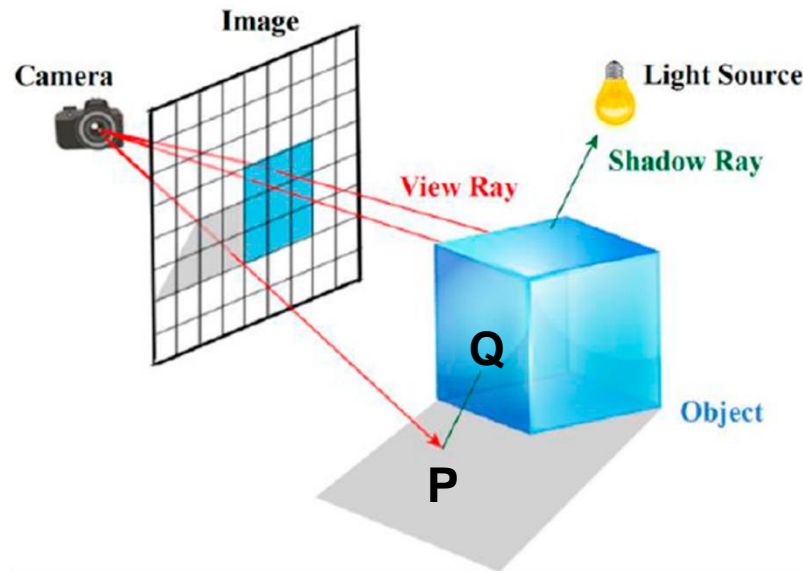 Image
Camera
Light Source
Shadow Ray
View Ray
Q
Object
P